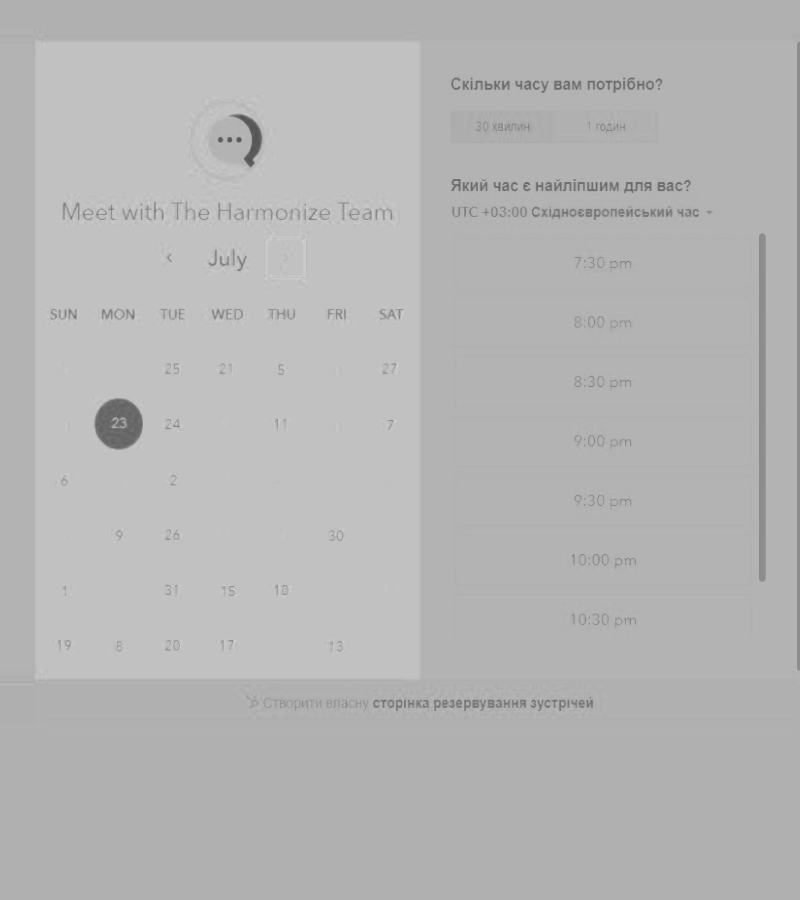 Meet with The Harmonize Team
July
SUN MON TUE WED THU FRI SAT
25 21 5 27
23 24 11 7
6 2
9 26 30
1 31 15 18
19 8 20 17 13
Скільки часу вам потрібно?
30 хвилин 1 годин
Який час є найліпшим для вас?
UTC +03:00 Східноєвропейський час
7:30 pm
8:00 pm
8:30 pm
9:00 pm
9:30 pm
10:00 pm
10:30 pm
Створити власну сторінка резервування зустрічей